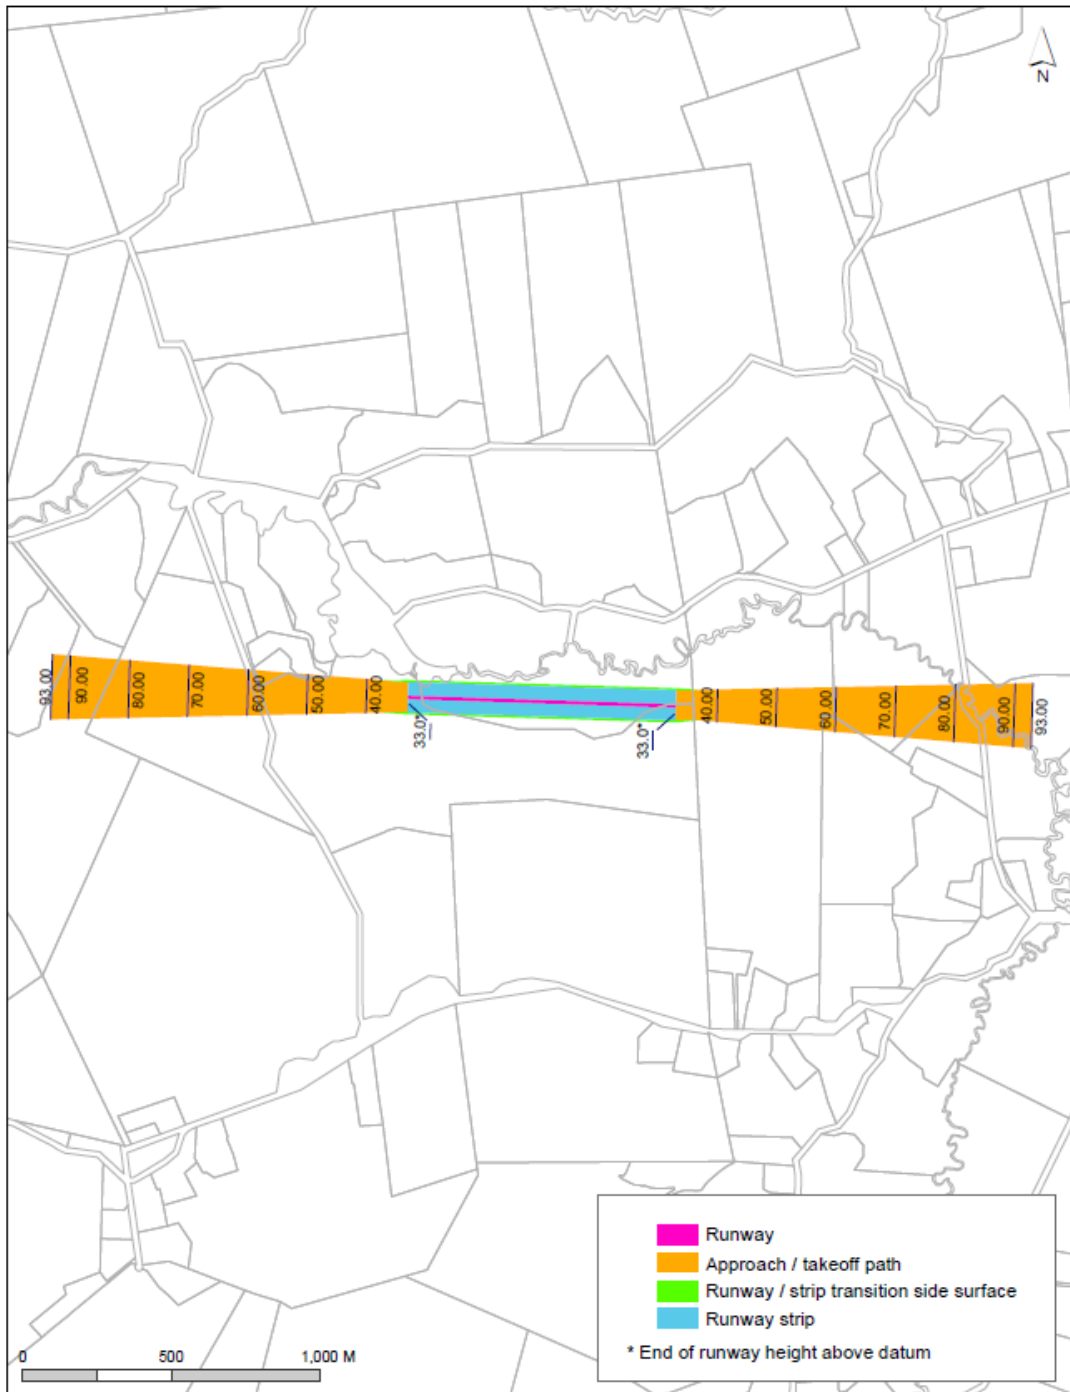 N
93.00
90.00
80.00
70.00
60.00
50.00
40.00
33.0*
33.0*
40.00
50.00
60.00
70.00
80.00
90.00
93.00
Runway
Approach / takeoff path
Runway / strip transition side surface
Runway strip
* End of runway height above datum
0 500 1,000 M